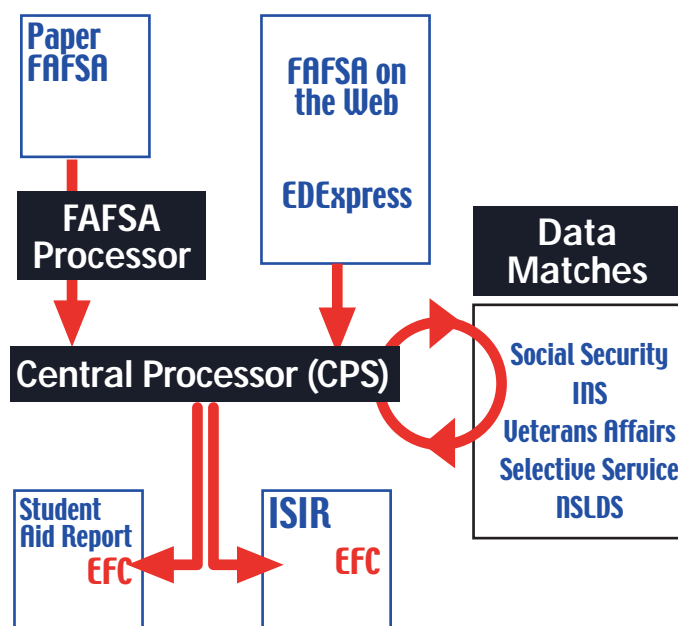 Paper
FAFSA
FAFSA on
the Web
EDExpress
FAFSA
Processor
Data
Matches
Central Processor (CPS)
Social Security
INS
Veterans Affairs
Selective Service
NSLDS
Student
Aid Report
EFC
ISIR
EFC